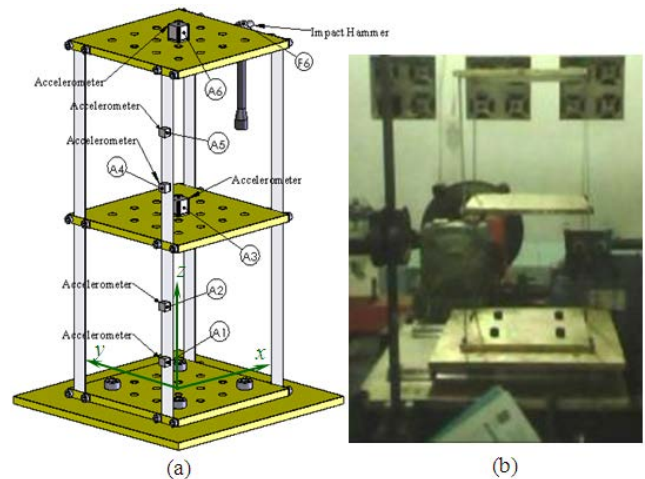 Impact Hammer
F6
Accelerometer
A6
Accelerometer
A5
Accelerometer
A4
Accelerometer
A3
z
Accelerometer
A2
Accelerometer
A1
y
x
(a)
(b)